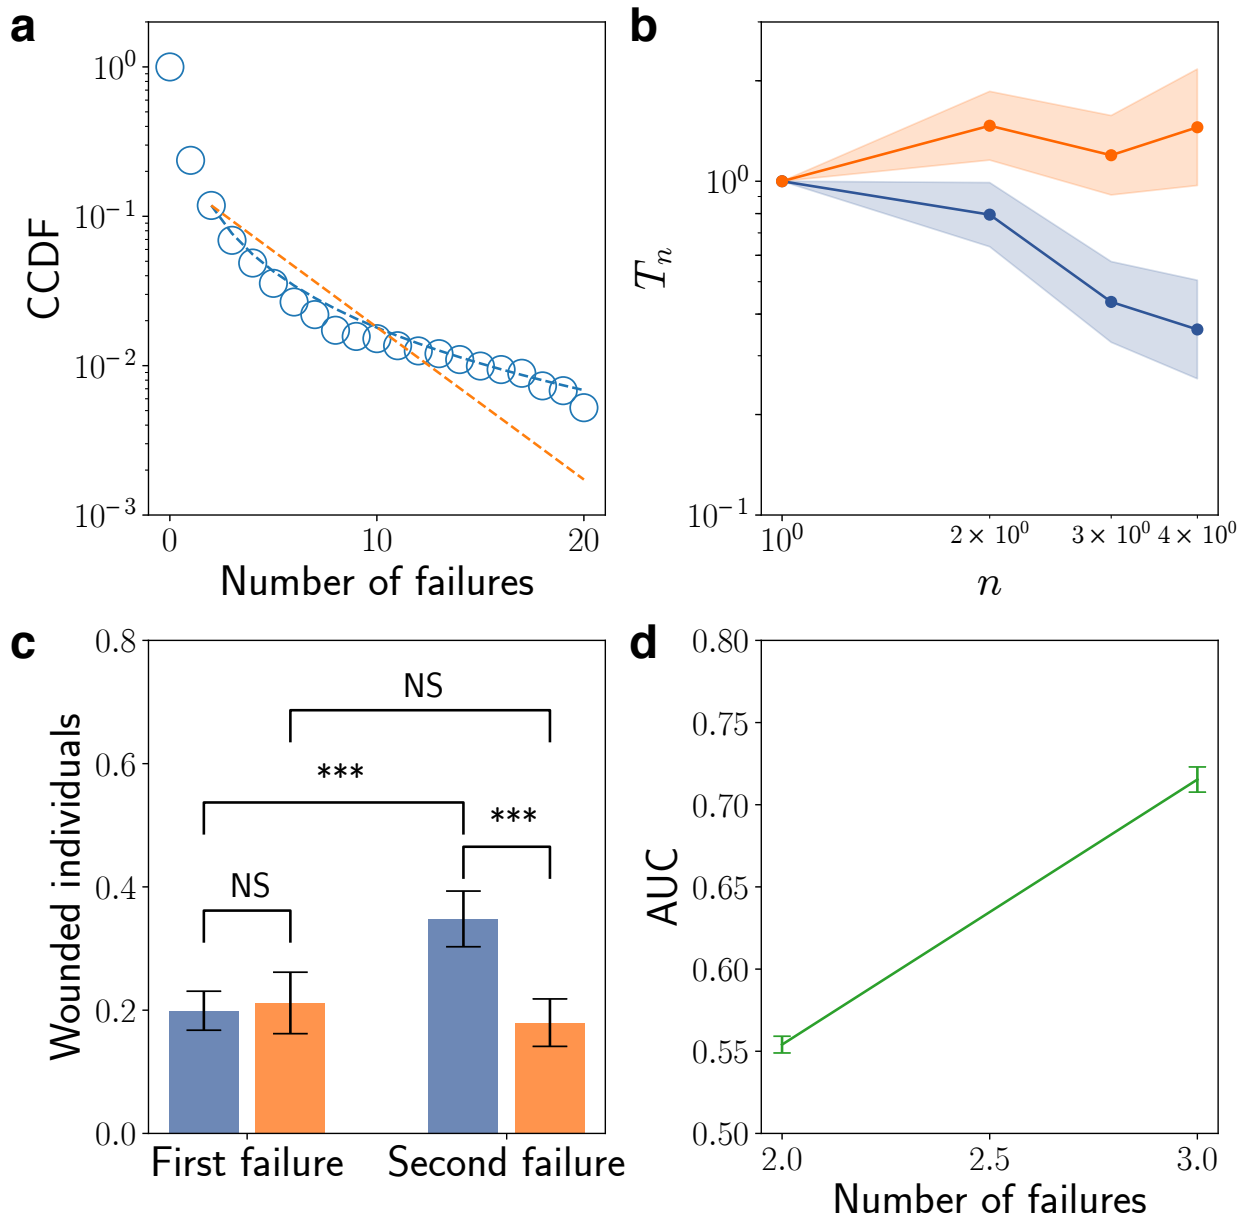 a
10^0
10^-1
10^-2
10^-3
CCDF
0 10 20
Number of failures
b
10^0
10^-1
T_n
10^0 2 × 10^0 3 × 10^0 4 × 10^0
n
c
0.8
0.6
0.4
0.2
0.0
Wounded individuals
NS
***
***
NS
First failure Second failure
d
0.80
0.75
0.70
0.65
0.60
0.55
0.50
AUC
2.0 2.5 3.0
Number of failures